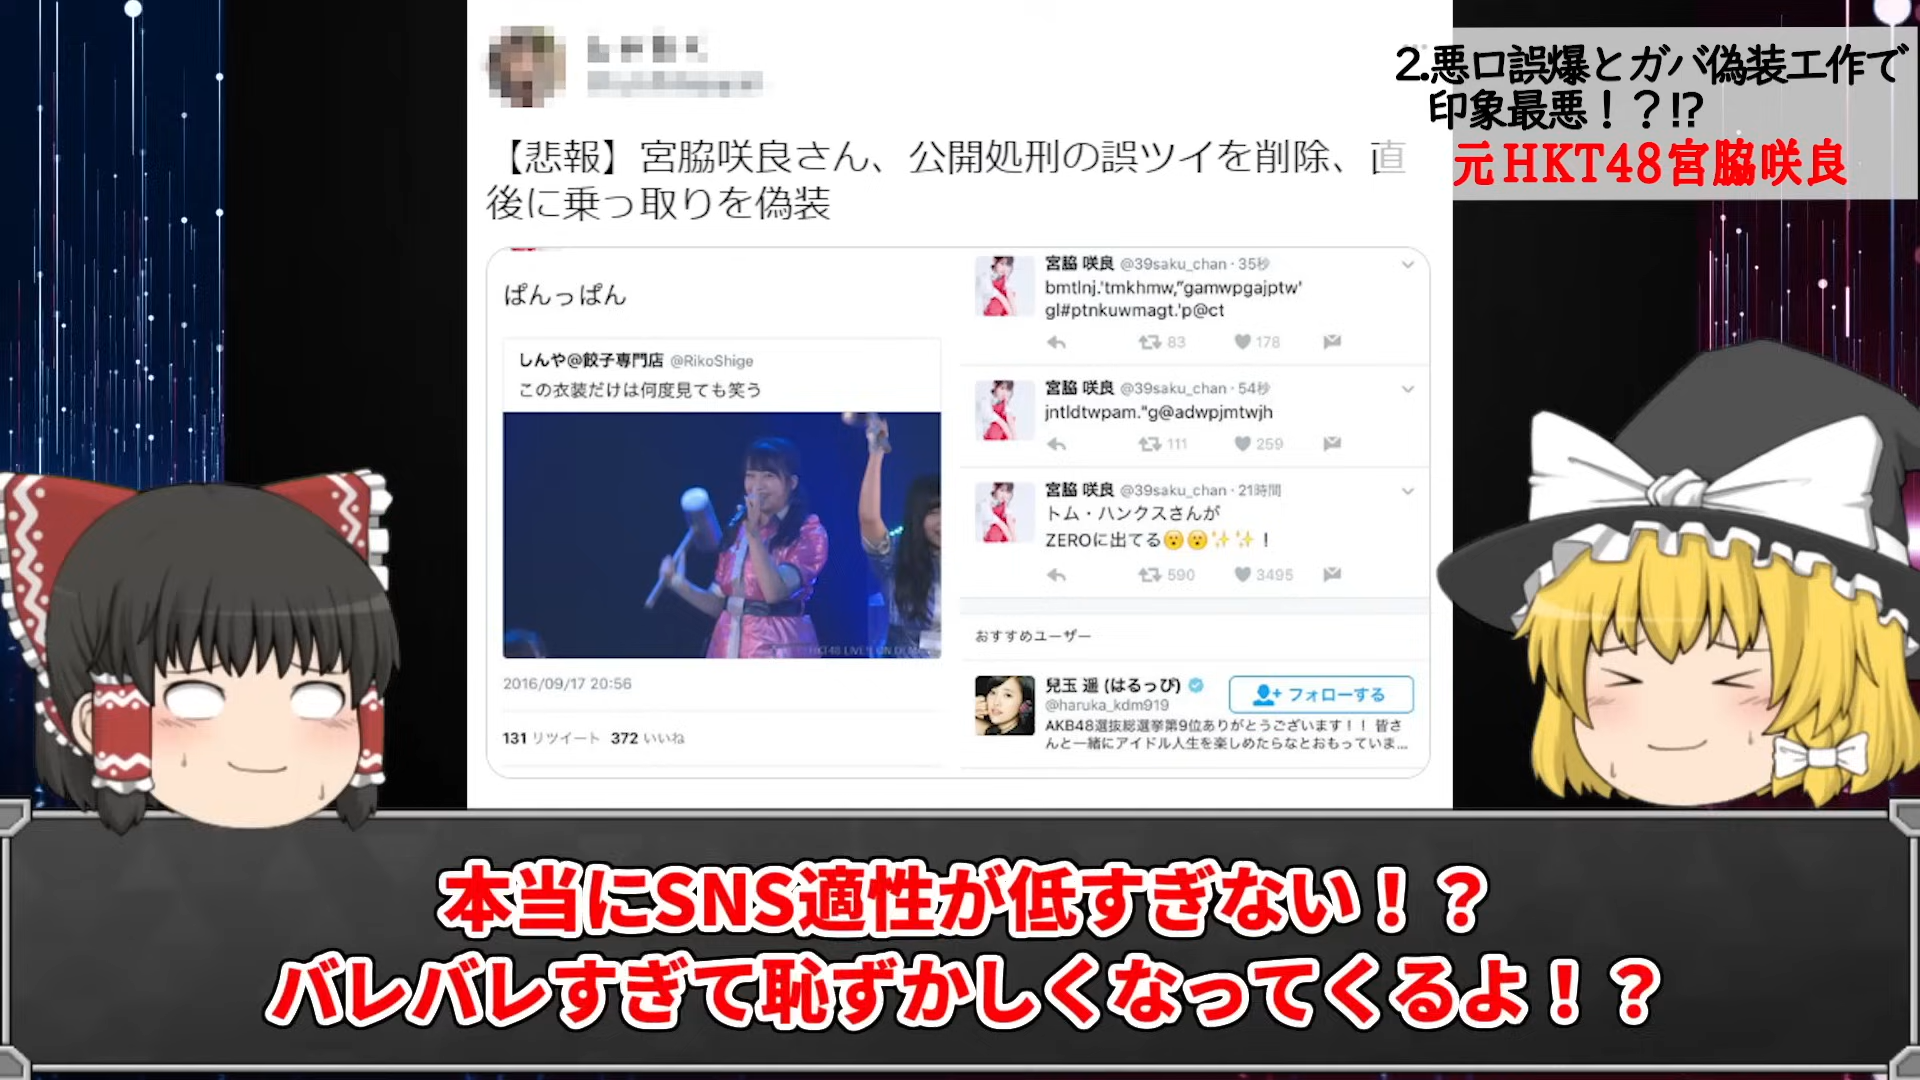 2.悪口誤爆とガバ偽装工作で
印象最悪！？!?
元HKT48宮脇咲良
【悲報】宮脇咲良さん、公開処刑の誤ツイを削除、直
後に乗っ取りを偽装
ぱんっぱん
しんや@餃子専門店 @RikoShige
この衣装だけは何度見ても笑う
2016/09/17 20:56
131 リツイート 372 いいね
宮脇 咲良 @39saku_chan · 35秒
bmtlnj.'tmkhmw,"gamwpgajptw'
gl#ptnkuwmagt.'p@ct
83 178
宮脇 咲良 @39saku_chan · 54秒
jntldtwpam."g@adwpjmtwjh
111 259
宮脇 咲良 @39saku_chan · 21時間
トム・ハンクスさんが
ZEROに出てる😮😮✨✨！
590 3495
おすすめユーザー
兒玉 遥 (はるっぴ)
フォローする
@haruka_kdm919
AKB48選抜総選挙第9位ありがとうございます！！ 皆さ
んと一緒にアイドル人生を楽しめたらなとおもっていま...
本当にSNS適性が低すぎない！？
バレバレすぎて恥ずかしくなってくるよ！？